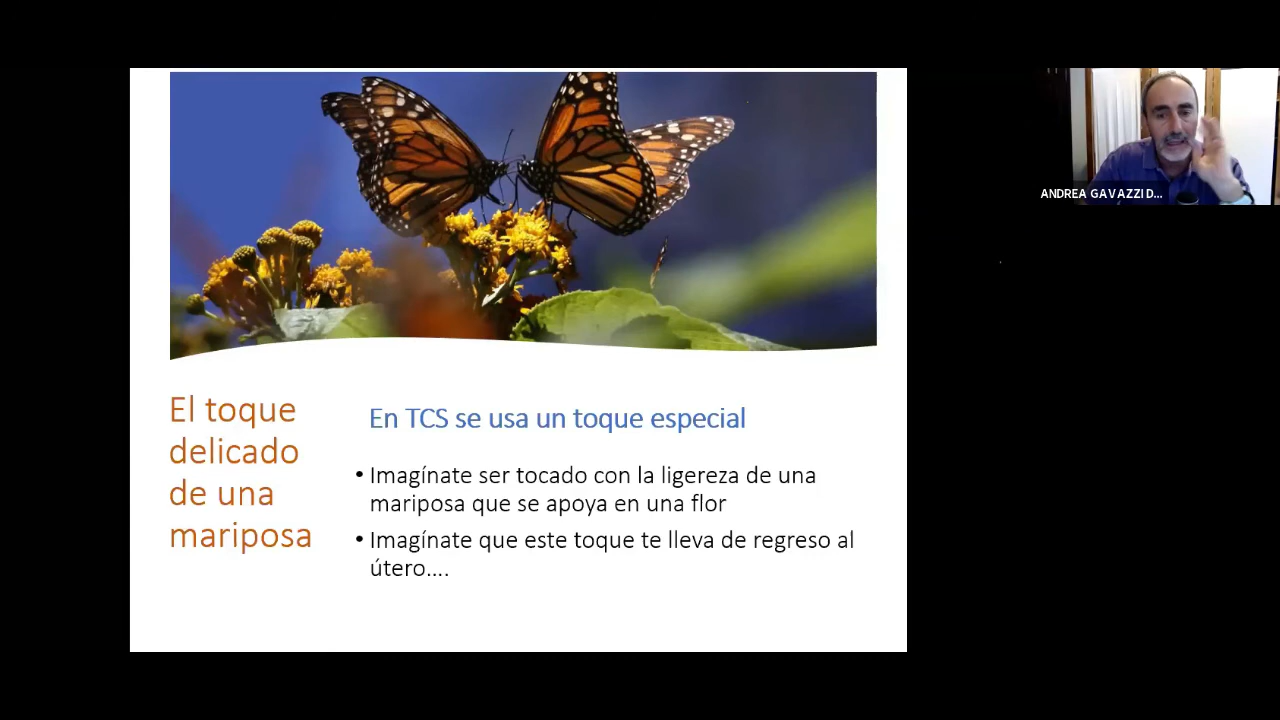 ANDREA GAVAZZI D...
El toque
delicado
de una
mariposa
En TCS se usa un toque especial
• Imagínate ser tocado con la ligereza de una
mariposa que se apoya en una flor
• Imagínate que este toque te lleva de regreso al
útero....